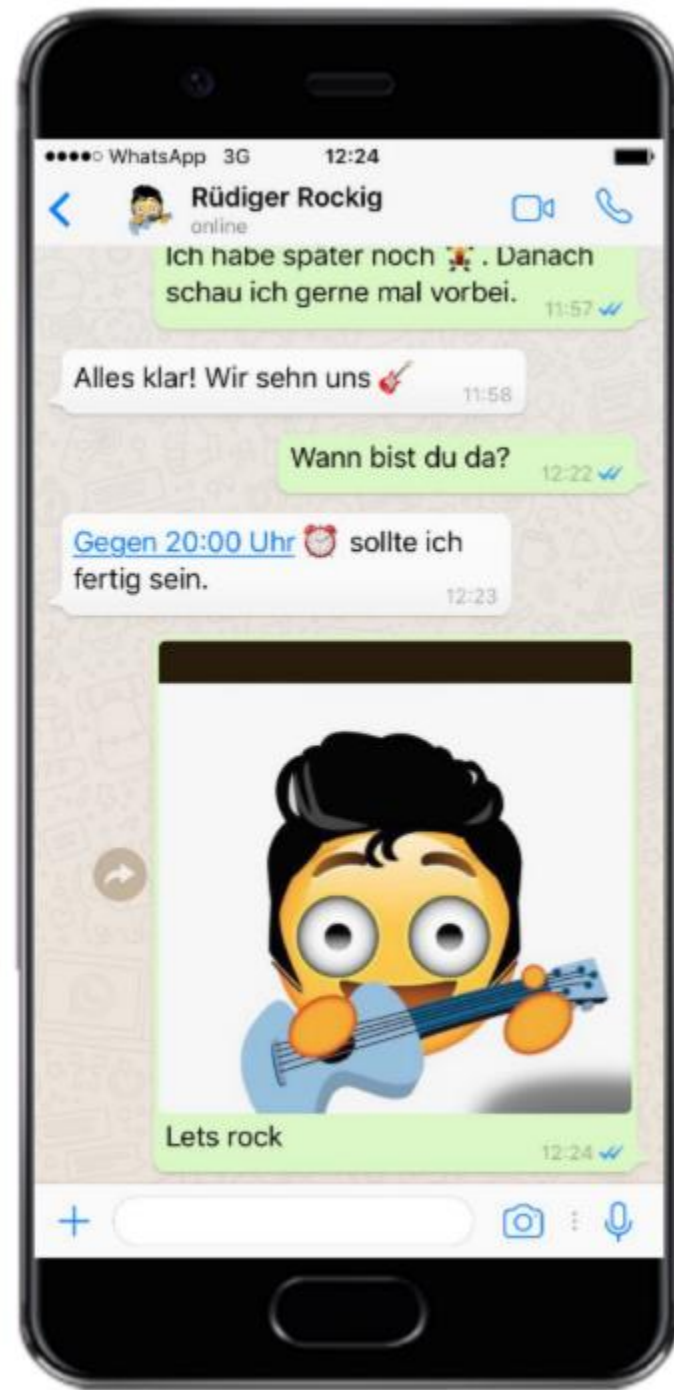 WhatsApp 3G 12:24
Rüdiger Rockig
online
Ich habe später noch . Danach
schau ich gerne mal vorbei. 11:57
Alles klar! Wir sehn uns 🎸 11:58
Wann bist du da? 12:22
Gegen 20:00 Uhr ⏰ sollte ich
fertig sein. 12:23
Lets rock 12:24